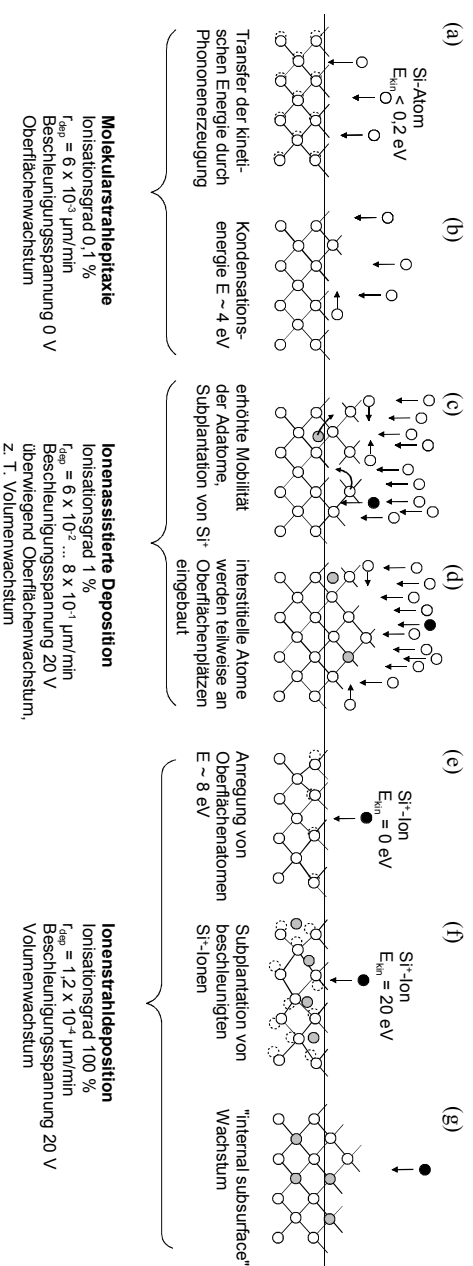 (a)
Si-Atom
E_kin < 0,2 eV
Transfer der kineti-
schen Energie durch
Phononenerzeugung
(b)
Kondensations-
energie E ~ 4 eV
Molekularstrahlepitaxie
Ionisationsgrad 0,1 %
r_dep = 6 x 10⁻³ µm/min
Beschleunigungsspannung 0 V
Oberflächenwachstum
(c)
erhöhte Mobilität
der Adatome,
Subplantation von Si⁺
(d)
interstitielle Atome
werden teilweise an
Oberflächenplätzen
eingebaut
Ionenassistierte Deposition
Ionisationsgrad 1 %
r_dep = 6 x 10⁻² ... 8 x 10⁻¹ µm/min
Beschleunigungsspannung 20 V
überwiegend Oberflächenwachstum,
z. T. Volumenwachstum
(e)
Si⁺-Ion
E_kin = 0 eV
Anregung von
Oberflächenatomen
E ~ 8 eV
(f)
Si⁺-Ion
E_kin = 20 eV
Subplantation von
beschleunigten
Si⁺-Ionen
(g)
"internal subsurface"
Wachstum
Ionenstrahldeposition
Ionisationsgrad 100 %
r_dep = 1,2 x 10⁻⁴ µm/min
Beschleunigungsspannung 20 V
Volumenwachstum